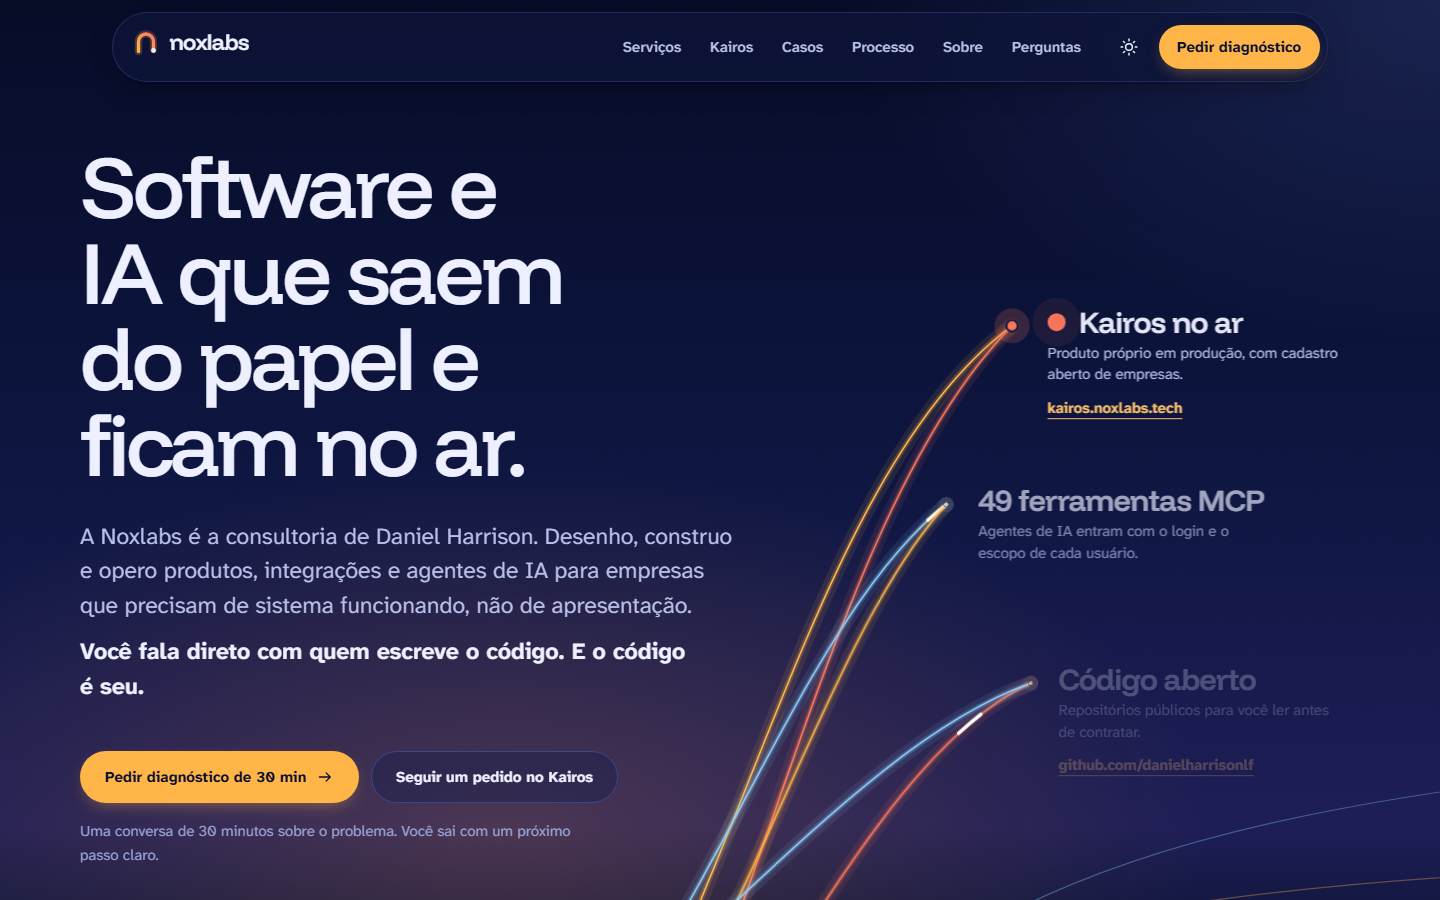 noxlabs
Serviços
Kairos
Casos
Processo
Sobre
Perguntas
Pedir diagnóstico
Software e
IA que saem
do papel e
ficam no ar.
A Noxlabs é a consultoria de Daniel Harrison. Desenho, construo
e opero produtos, integrações e agentes de IA para empresas
que precisam de sistema funcionando, não de apresentação.
Você fala direto com quem escreve o código. E o código
é seu.
Pedir diagnóstico de 30 min →
Seguir um pedido no Kairos
Uma conversa de 30 minutos sobre o problema. Você sai com um próximo
passo claro.
Kairos no ar
Produto próprio em produção, com cadastro
aberto de empresas.
kairos.noxlabs.tech
49 ferramentas MCP
Agentes de IA entram com o login e o
escopo de cada usuário.
Código aberto
Repositórios públicos para você ler antes
de contratar.
github.com/danielharrisonlf